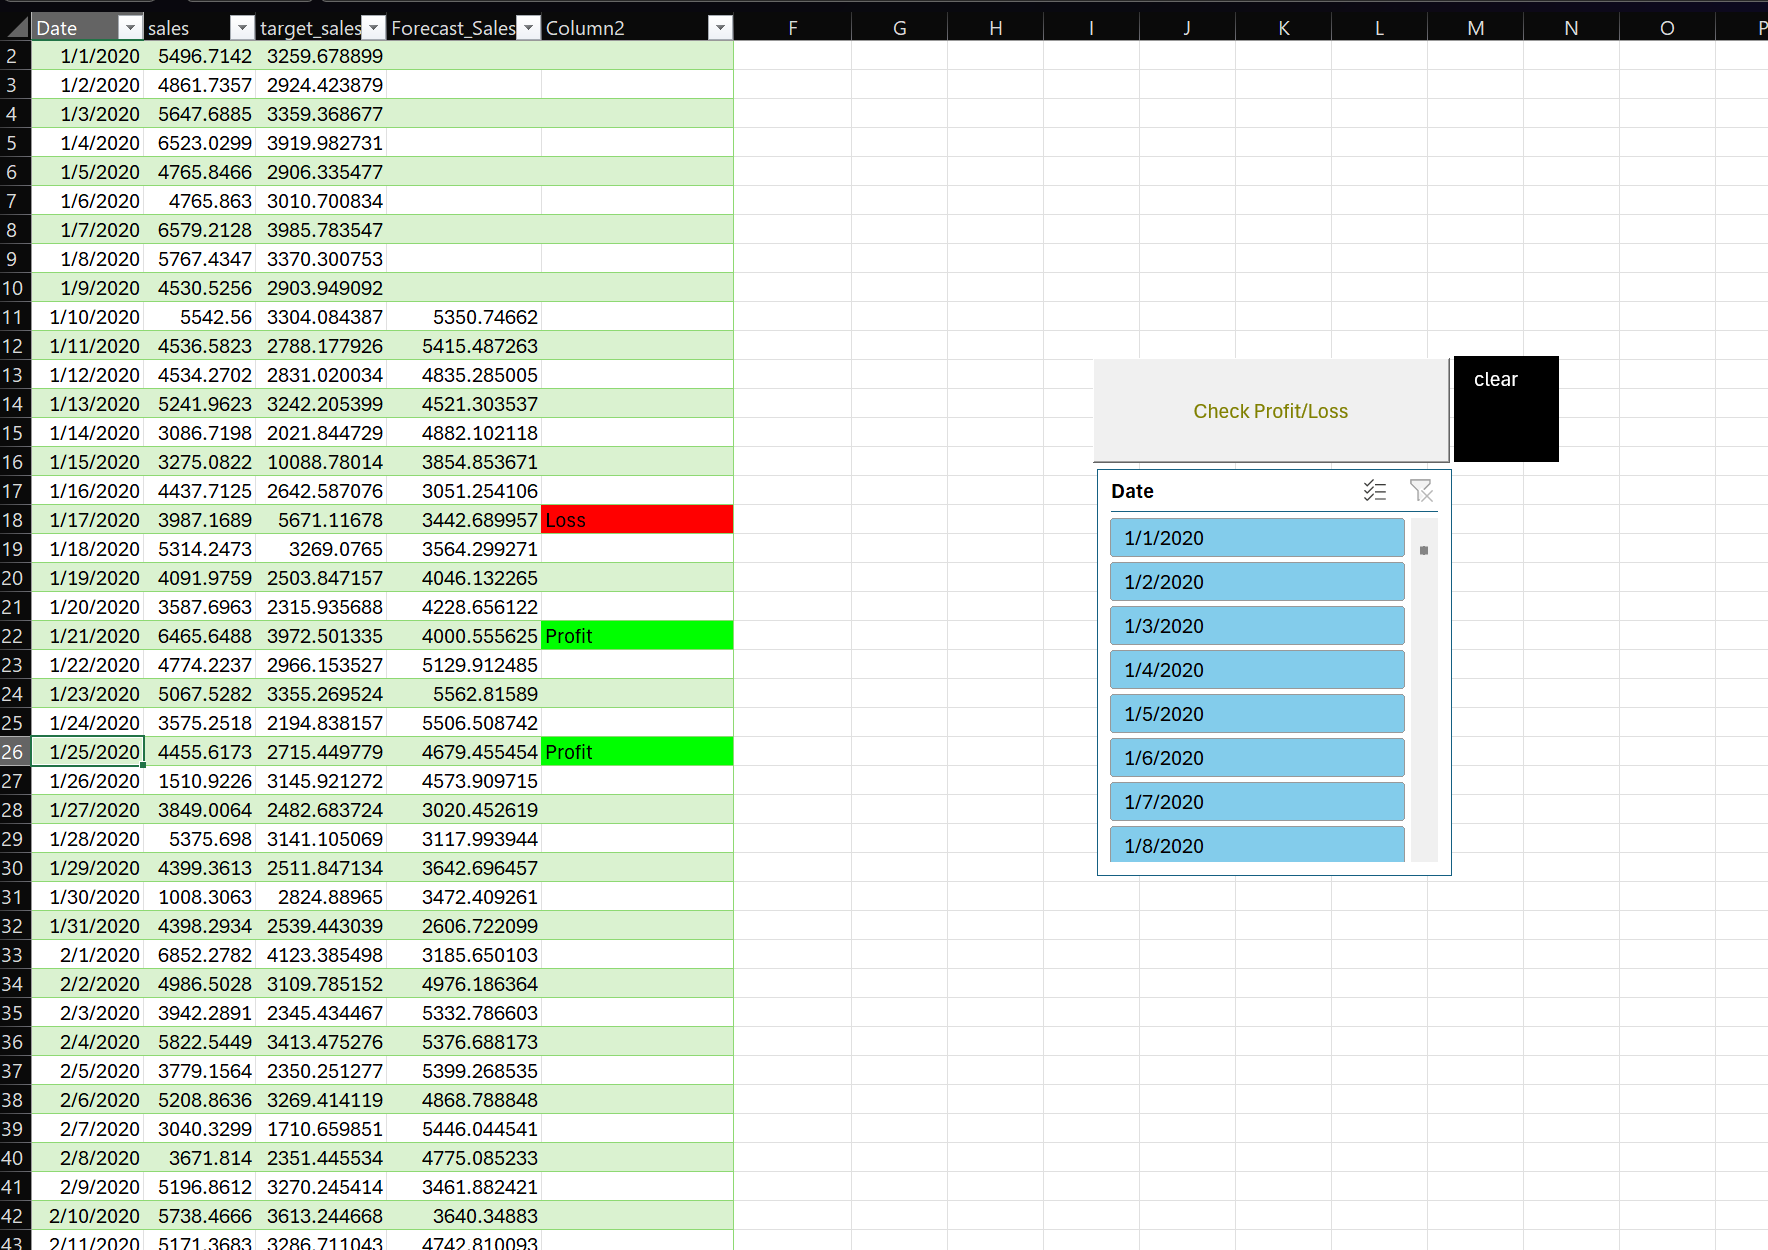 Date sales target_sales Forecast_Sales Column2 F G H I J K L M N O P
2 1/1/2020 5496.7142 3259.678899
3 1/2/2020 4861.7357 2924.423879
4 1/3/2020 5647.6885 3359.368677
5 1/4/2020 6523.0299 3919.982731
6 1/5/2020 4765.8466 2906.335477
7 1/6/2020 4765.863 3010.700834
8 1/7/2020 6579.2128 3985.783547
9 1/8/2020 5767.4347 3370.300753
10 1/9/2020 4530.5256 2903.949092
11 1/10/2020 5542.56 3304.084387 5350.74662
12 1/11/2020 4536.5823 2788.177926 5415.487263
13 1/12/2020 4534.2702 2831.020034 4835.285005
14 1/13/2020 5241.9623 3242.205399 4521.303537
15 1/14/2020 3086.7198 2021.844729 4882.102118
16 1/15/2020 3275.0822 10088.78014 3854.853671
17 1/16/2020 4437.7125 2642.587076 3051.254106
18 1/17/2020 3987.1689 5671.11678 3442.689957 Loss
19 1/18/2020 5314.2473 3269.0765 3564.299271
20 1/19/2020 4091.9759 2503.847157 4046.132265
21 1/20/2020 3587.6963 2315.935688 4228.656122
22 1/21/2020 6465.6488 3972.501335 4000.555625 Profit
23 1/22/2020 4774.2237 2966.153527 5129.912485
24 1/23/2020 5067.5282 3355.269524 5562.81589
25 1/24/2020 3575.2518 2194.838157 5506.508742
26 1/25/2020 4455.6173 2715.449779 4679.455454 Profit
27 1/26/2020 1510.9226 3145.921272 4573.909715
28 1/27/2020 3849.0064 2482.683724 3020.452619
29 1/28/2020 5375.698 3141.105069 3117.993944
30 1/29/2020 4399.3613 2511.847134 3642.696457
31 1/30/2020 1008.3063 2824.88965 3472.409261
32 1/31/2020 4398.2934 2539.443039 2606.722099
33 2/1/2020 6852.2782 4123.385498 3185.650103
34 2/2/2020 4986.5028 3109.785152 4976.186364
35 2/3/2020 3942.2891 2345.434467 5332.786603
36 2/4/2020 5822.5449 3413.475276 5376.688173
37 2/5/2020 3779.1564 2350.251277 5399.268535
38 2/6/2020 5208.8636 3269.414119 4868.788848
39 2/7/2020 3040.3299 1710.659851 5446.044541
40 2/8/2020 3671.814 2351.445534 4775.085233
41 2/9/2020 5196.8612 3270.245414 3461.882421
42 2/10/2020 5738.4666 3613.244668 3640.34883
43 2/11/2020 5171.3683 3286.711043 4742.810093
Check Profit/Loss
clear
Date
1/1/2020
1/2/2020
1/3/2020
1/4/2020
1/5/2020
1/6/2020
1/7/2020
1/8/2020